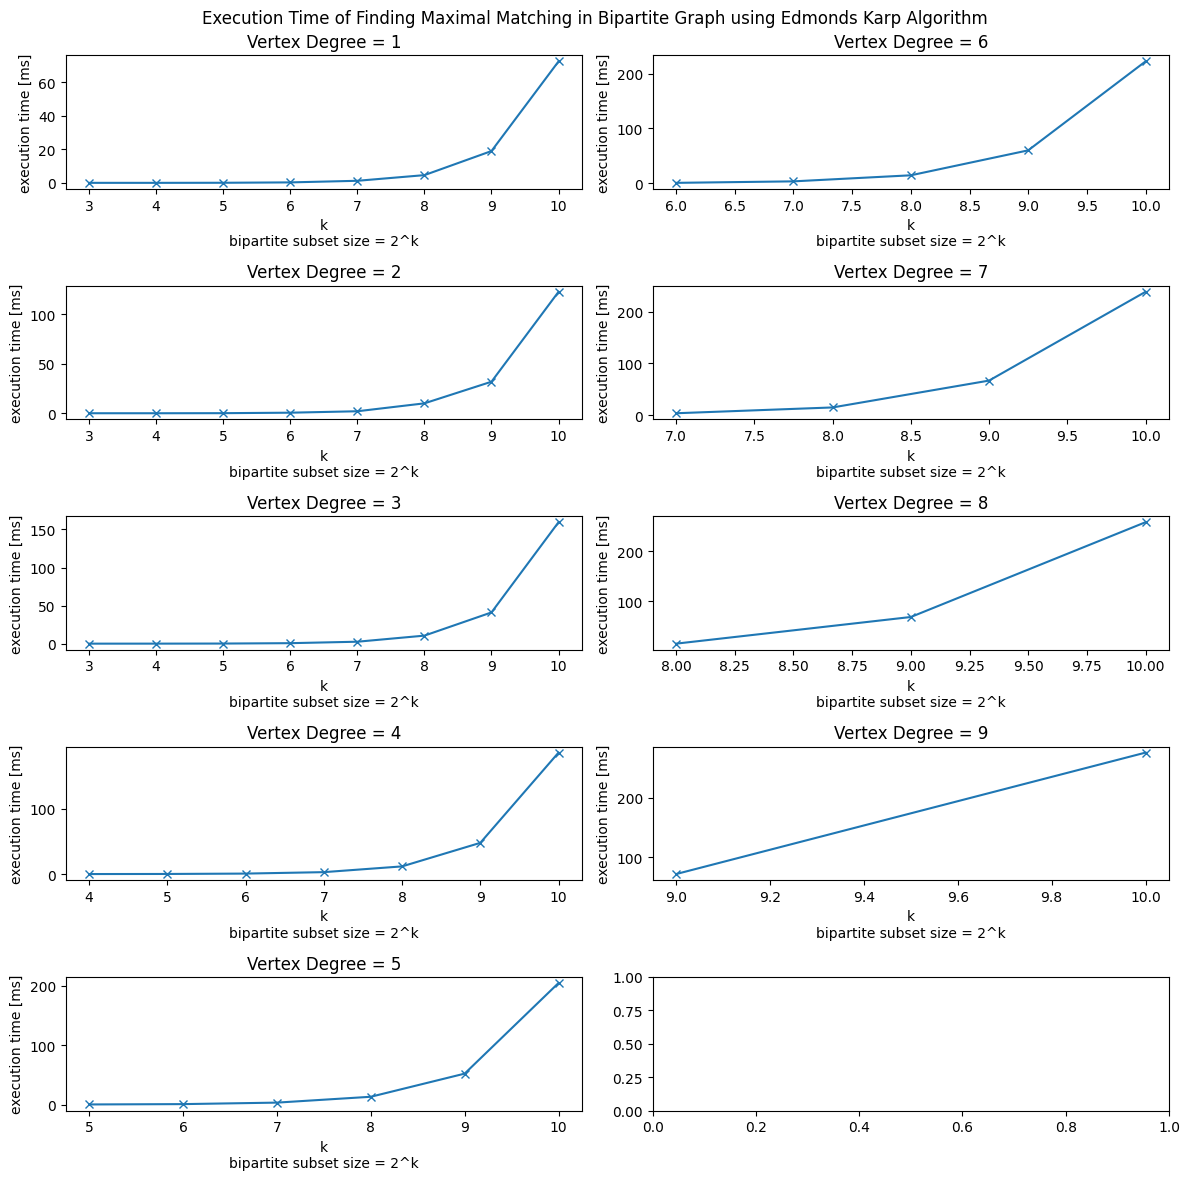 Execution Time of Finding Maximal Matching in Bipartite Graph using Edmonds Karp Algorithm
Vertex Degree = 1
execution time [ms]
60
40
20
0
3 4 5 6 7 8 9 10
k
bipartite subset size = 2^k
Vertex Degree = 6
execution time [ms]
200
100
0
6.0 6.5 7.0 7.5 8.0 8.5 9.0 9.5 10.0
k
bipartite subset size = 2^k
Vertex Degree = 2
execution time [ms]
100
50
0
3 4 5 6 7 8 9 10
k
bipartite subset size = 2^k
Vertex Degree = 7
execution time [ms]
200
100
0
7.0 7.5 8.0 8.5 9.0 9.5 10.0
k
bipartite subset size = 2^k
Vertex Degree = 3
execution time [ms]
150
100
50
0
3 4 5 6 7 8 9 10
k
bipartite subset size = 2^k
Vertex Degree = 8
execution time [ms]
200
100
8.00 8.25 8.50 8.75 9.00 9.25 9.50 9.75 10.00
k
bipartite subset size = 2^k
Vertex Degree = 4
execution time [ms]
100
0
4 5 6 7 8 9 10
k
bipartite subset size = 2^k
Vertex Degree = 9
execution time [ms]
200
100
9.0 9.2 9.4 9.6 9.8 10.0
k
bipartite subset size = 2^k
Vertex Degree = 5
execution time [ms]
200
100
0
5 6 7 8 9 10
k
bipartite subset size = 2^k
1.00
0.75
0.50
0.25
0.00
0.0 0.2 0.4 0.6 0.8 1.0